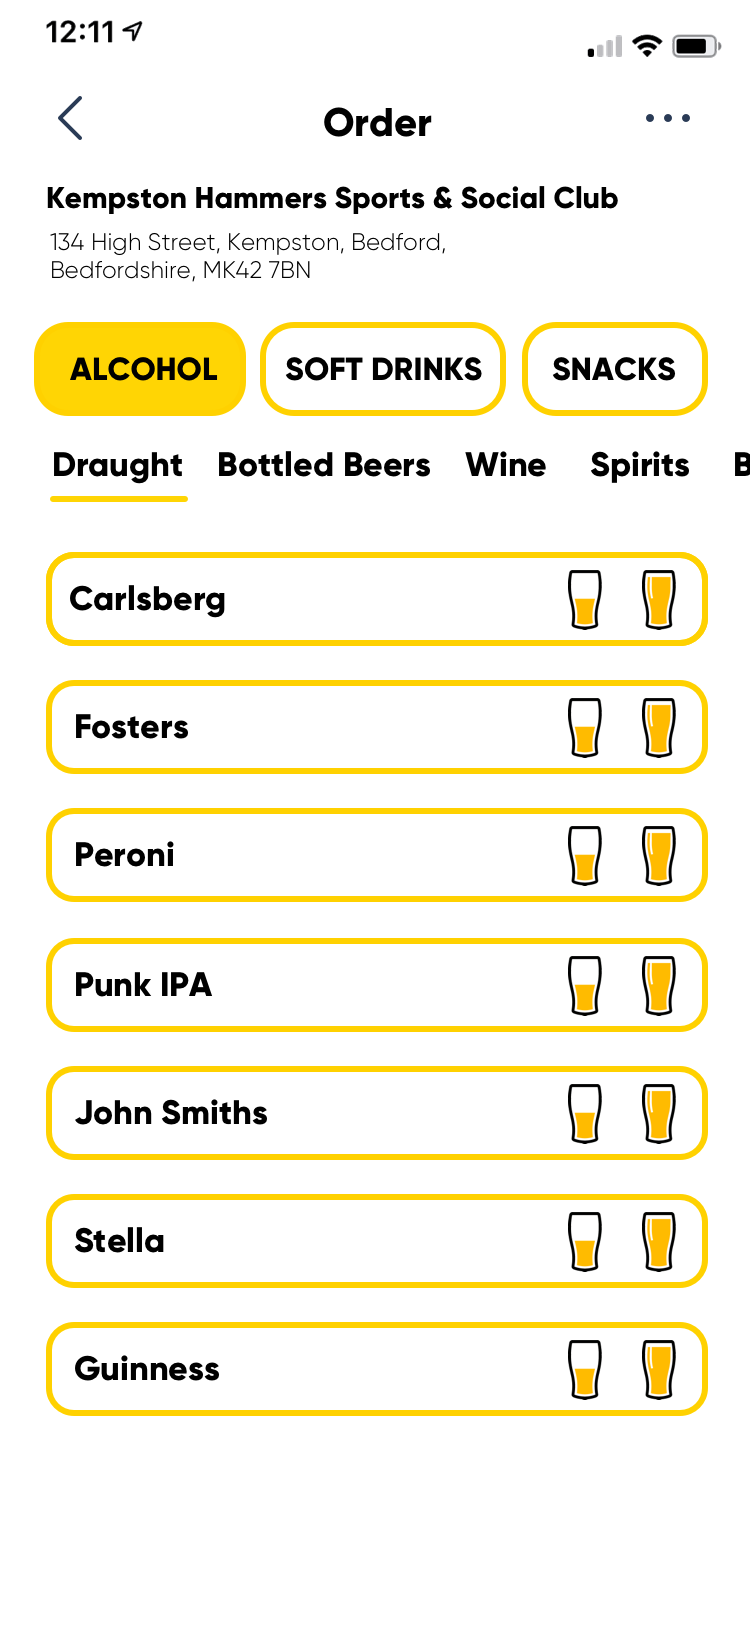 12:11
Order
Kempston Hammers Sports & Social Club
134 High Street, Kempston, Bedford,
Bedfordshire, MK42 7BN
ALCOHOL SOFT DRINKS SNACKS
Draught Bottled Beers Wine Spirits B
Carlsberg
Fosters
Peroni
Punk IPA
John Smiths
Stella
Guinness